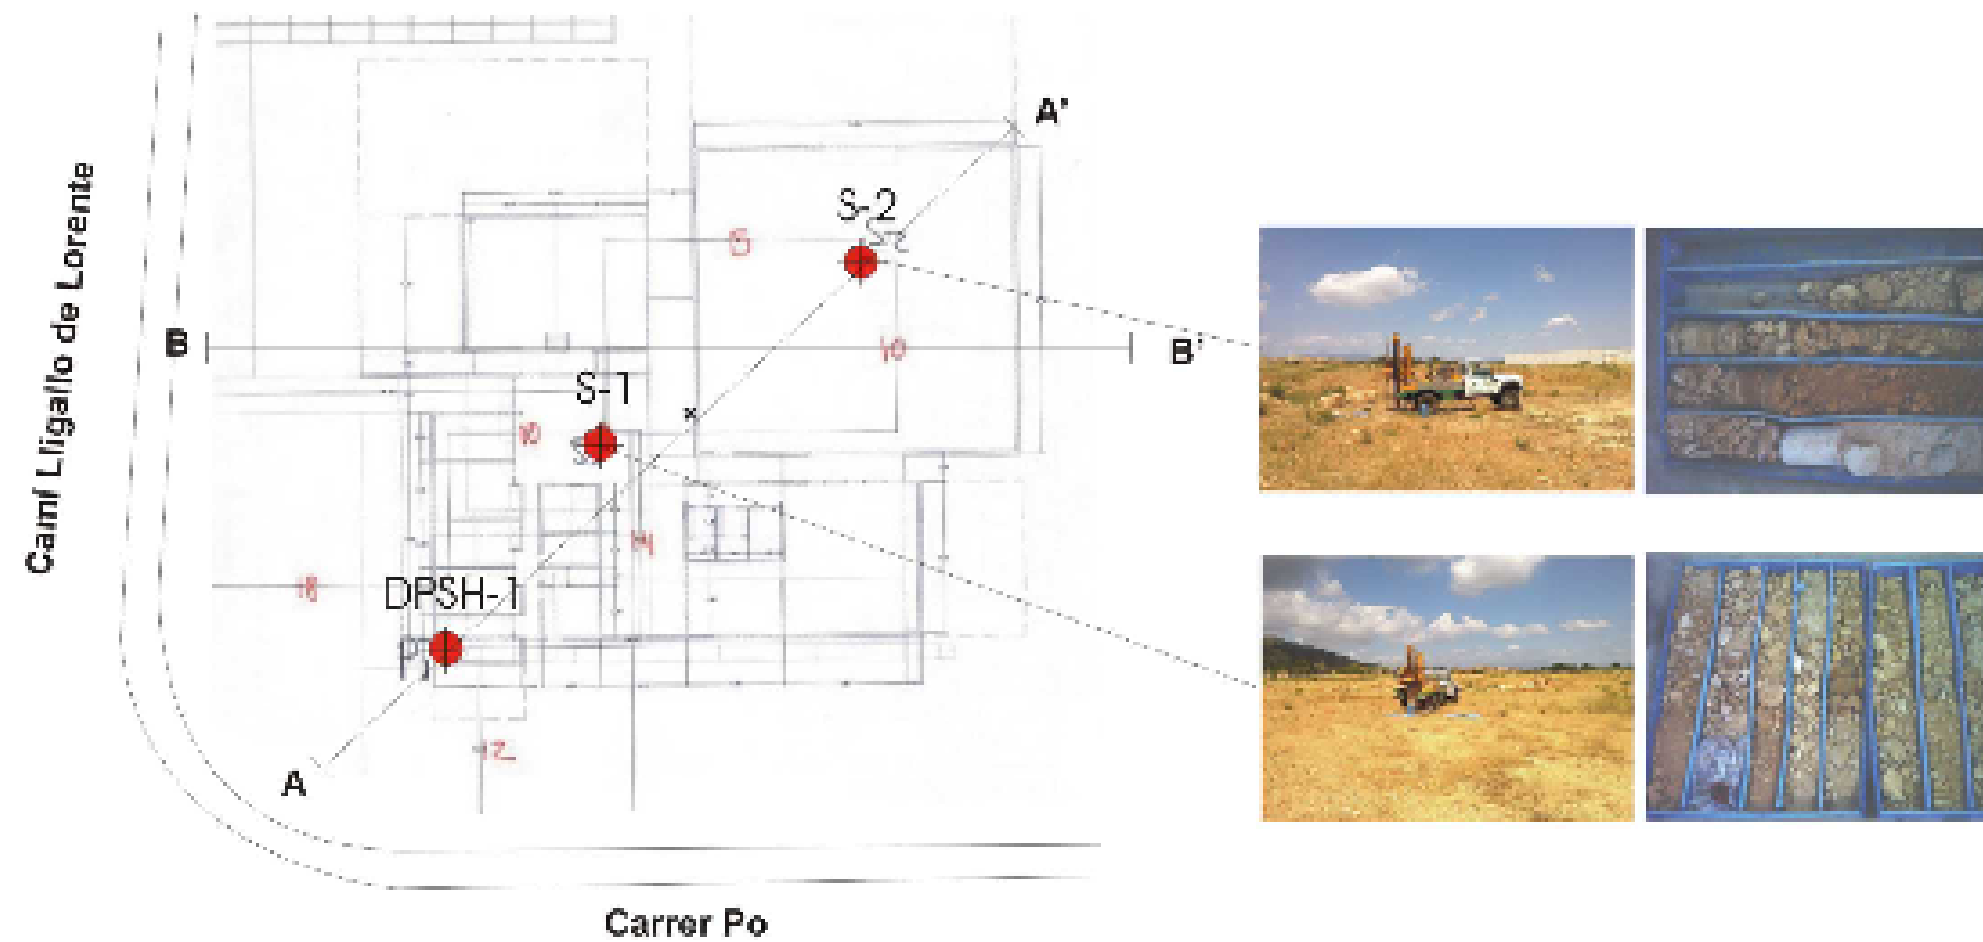 A'
S-2
B
B'
S-1
DPSH-1
A
Camí Lligallo de Lorente
Carrer Po